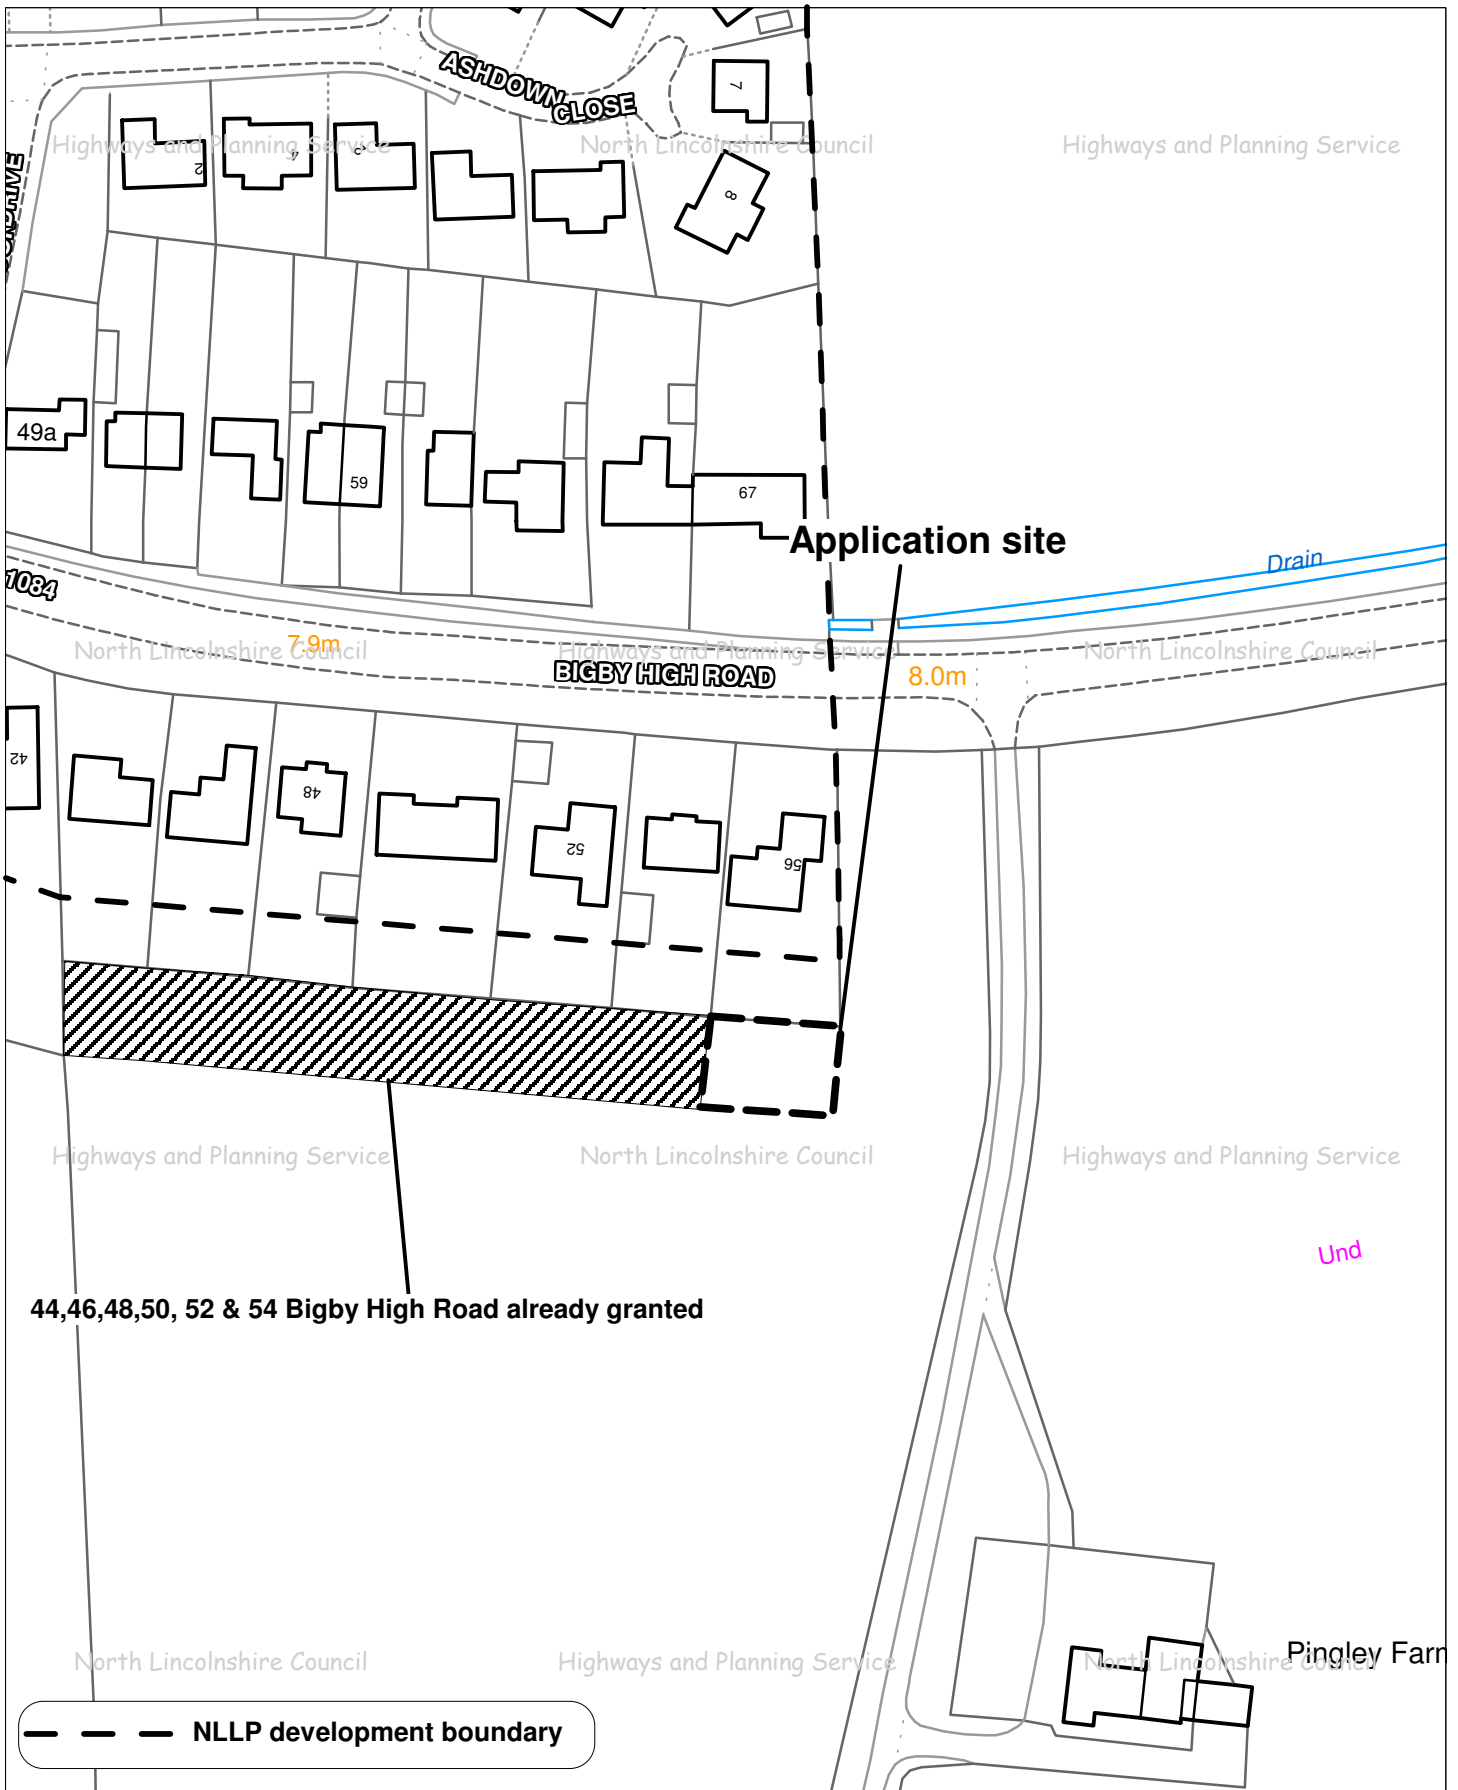 ASHDOWN CLOSE
7
Highways and Planning Service
North Lincolnshire Council
Highways and Planning Service
2
4
8
DRIVE
49a
59
67
Application site
Drain
1084
7.9m
North Lincolnshire Council
Highways and Planning Service
North Lincolnshire Council
BIGBY HIGH ROAD
8.0m
42
48
52
56
Highways and Planning Service
North Lincolnshire Council
Highways and Planning Service
Und
44,46,48,50, 52 & 54 Bigby High Road already granted
Pingley Farm
North Lincolnshire Council
Highways and Planning Service
North Lincolnshire Council
NLLP development boundary